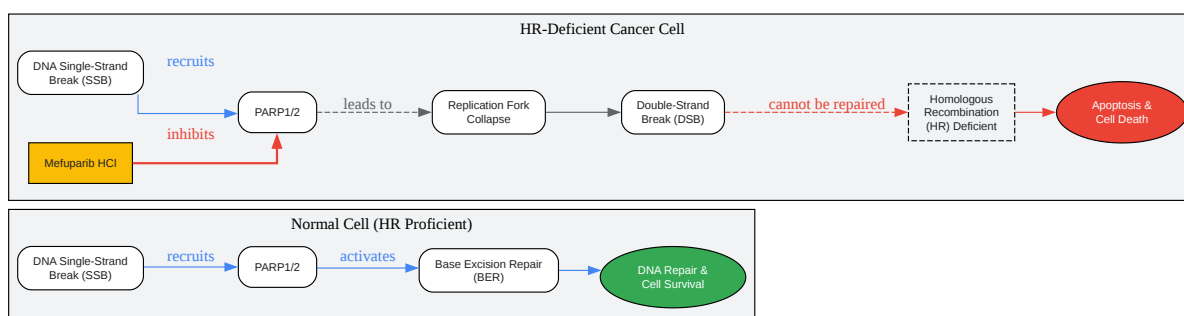 HR-Deficient Cancer Cell
DNA Single-Strand
Break (SSB)
recruits
PARP1/2
inhibits
Mefuparib HCl
leads to
Replication Fork
Collapse
Double-Strand
Break (DSB)
cannot be repaired
Homologous
Recombination
(HR) Deficient
Apoptosis &
Cell Death
Normal Cell (HR Proficient)
DNA Single-Strand
Break (SSB)
recruits
PARP1/2
activates
Base Excision Repair
(BER)
DNA Repair &
Cell Survival